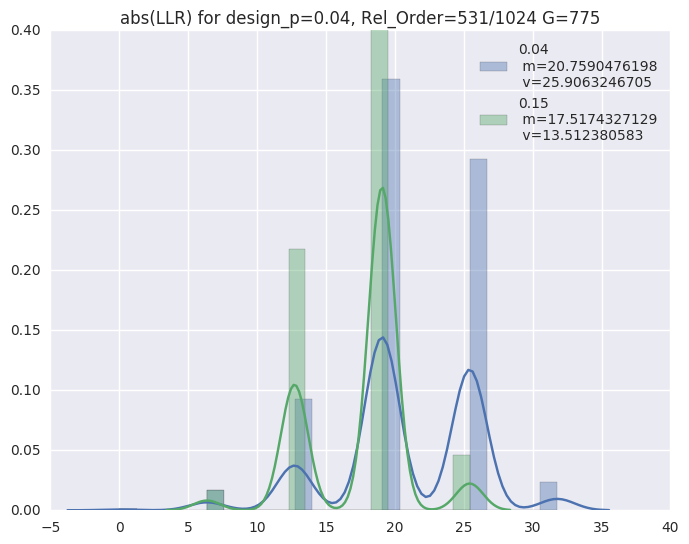 abs(LLR) for design_p=0.04, Rel_Order=531/1024 G=775
0.40
0.35
0.30
0.25
0.20
0.15
0.10
0.05
0.00
0.04
m=20.7590476198
v=25.9063246705
0.15
m=17.5174327129
v=13.512380583
−5 0 5 10 15 20 25 30 35 40